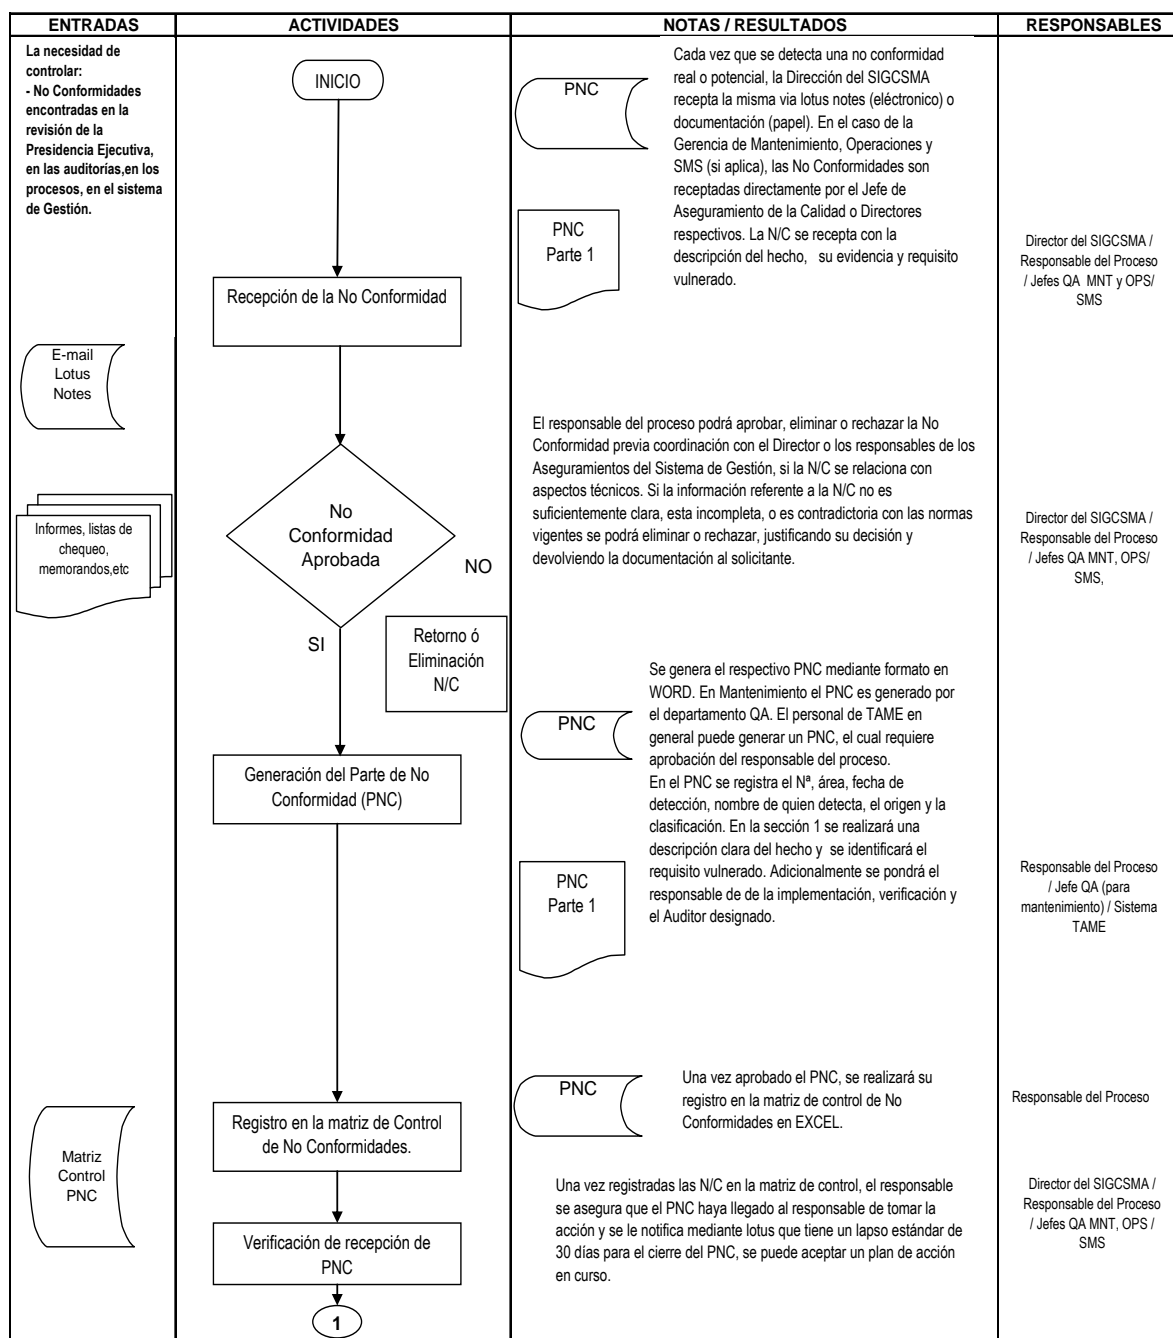 ENTRADAS
ACTIVIDADES
NOTAS / RESULTADOS
RESPONSABLES
La necesidad de
controlar:
- No Conformidades
encontradas en la
revisión de la
Presidencia Ejecutiva,
en las auditorías,en los
procesos, en el sistema
de Gestión.
INICIO
PNC
Cada vez que se detecta una no conformidad
real o potencial, la Dirección del SIGCSMA
recepta la misma via lotus notes (eléctronico) o
documentación (papel). En el caso de la
Gerencia de Mantenimiento, Operaciones y
SMS (si aplica), las No Conformidades son
receptadas directamente por el Jefe de
Aseguramiento de la Calidad o Directores
respectivos. La N/C se recepta con la
descripción del hecho, su evidencia y requisito
vulnerado.
PNC
Parte 1
Director del SIGCSMA /
Responsable del Proceso
/ Jefes QA MNT y OPS/
SMS
Recepción de la No Conformidad
E-mail
Lotus
Notes
El responsable del proceso podrá aprobar, eliminar o rechazar la No
Conformidad previa coordinación con el Director o los responsables de los
Aseguramientos del Sistema de Gestión, si la N/C se relaciona con
aspectos técnicos. Si la información referente a la N/C no es
suficientemente clara, esta incompleta, o es contradictoria con las normas
vigentes se podrá eliminar o rechazar, justificando su decisión y
devolviendo la documentación al solicitante.
No
Conformidad
Aprobada
NO
SI
Informes, listas de
chequeo,
memorandos,etc
Director del SIGCSMA /
Responsable del Proceso
/ Jefes QA MNT, OPS/
SMS,
Retorno ó
Eliminación
N/C
Se genera el respectivo PNC mediante formato en
WORD. En Mantenimiento el PNC es generado por
el departamento QA. El personal de TAME en
general puede generar un PNC, el cual requiere
aprobación del responsable del proceso.
En el PNC se registra el Nª, área, fecha de
detección, nombre de quien detecta, el origen y la
clasificación. En la sección 1 se realizará una
descripción clara del hecho y se identificará el
requisito vulnerado. Adicionalmente se pondrá el
responsable de de la implementación, verificación y
el Auditor designado.
PNC
Generación del Parte de No
Conformidad (PNC)
PNC
Parte 1
Responsable del Proceso
/ Jefe QA (para
mantenimiento) / Sistema
TAME
PNC
Una vez aprobado el PNC, se realizará su
registro en la matriz de control de No
Conformidades en EXCEL.
Responsable del Proceso
Registro en la matriz de Control
de No Conformidades.
Matriz
Control
PNC
Una vez registradas las N/C en la matriz de control, el responsable
se asegura que el PNC haya llegado al responsable de tomar la
acción y se le notifica mediante lotus que tiene un lapso estándar de
30 días para el cierre del PNC, se puede aceptar un plan de acción
en curso.
Director del SIGCSMA /
Responsable del Proceso
/ Jefes QA MNT, OPS /
SMS
Verificación de recepción de
PNC
1